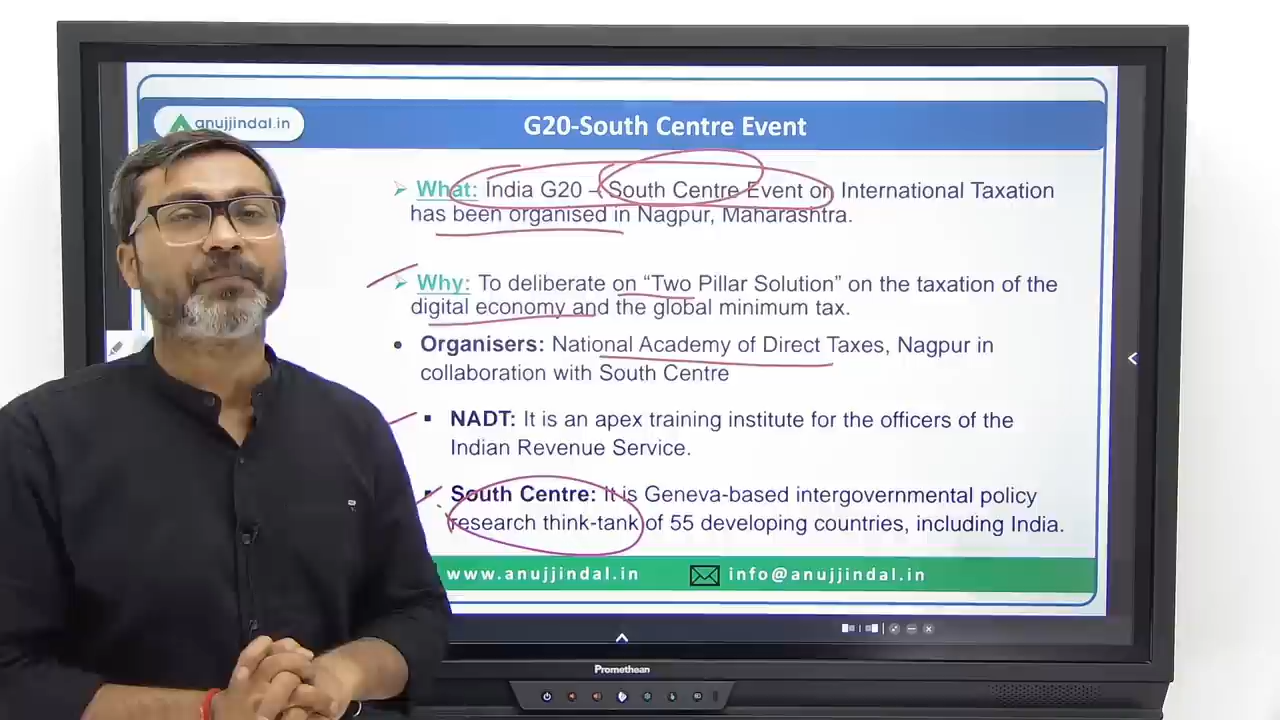 anujjindal.in
G20-South Centre Event
What: India G20 – South Centre Event on International Taxation
has been organised in Nagpur, Maharashtra.
Why: To deliberate on “Two Pillar Solution” on the taxation of the
digital economy and the global minimum tax.
Organisers: National Academy of Direct Taxes, Nagpur in
collaboration with South Centre
NADT: It is an apex training institute for the officers of the
Indian Revenue Service.
South Centre: It is Geneva-based intergovernmental policy
research think-tank of 55 developing countries, including India.
www.anujjindal.in info@anujjindal.in
Promethean